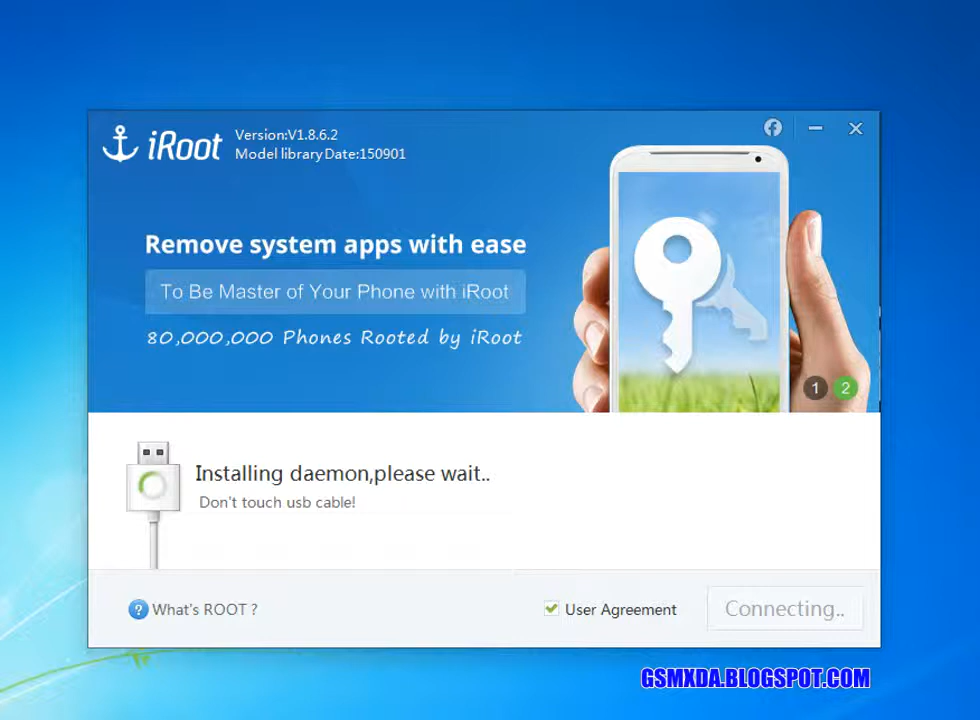 iRoot
Version:V1.8.6.2
Model libraryDate:150901
Remove system apps with ease
To Be Master of Your Phone with iRoot
80,000,000 Phones Rooted by iRoot
1 2
Installing daemon,please wait..
Don't touch usb cable!
What's ROOT ?
User Agreement
Connecting..
GSMXDA.BLOGSPOT.COM